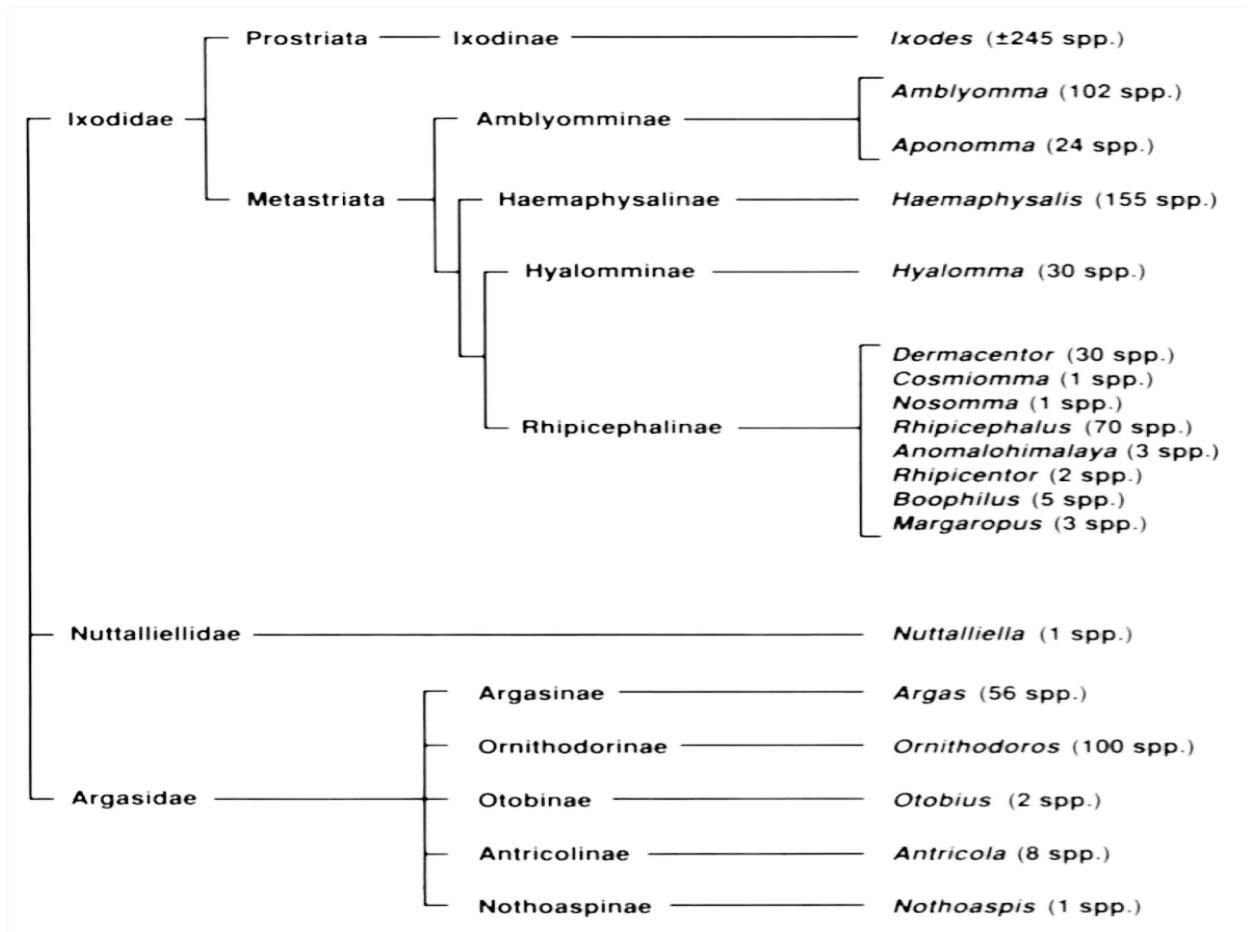 Prostriata Ixodinae Ixodes (±245 spp.)
Amblyomma (102 spp.)
Ixodidae Amblyomminae
Aponomma (24 spp.)
Metastriata Haemaphysalinae Haemaphysalis (155 spp.)
Hyalomminae Hyalomma (30 spp.)
Dermacentor (30 spp.)
Cosmiomma (1 spp.)
Nosomma (1 spp.)
Rhipicephalinae Rhipicephalus (70 spp.)
Anomalohimalaya (3 spp.)
Rhipicentor (2 spp.)
Boophilus (5 spp.)
Margaropus (3 spp.)
Nuttalliellidae Nuttalliella (1 spp.)
Argasinae Argas (56 spp.)
Ornithodorinae Ornithodoros (100 spp.)
Argasidae Otobinae Otobius (2 spp.)
Antricolinae Antricola (8 spp.)
Nothoaspinae Nothoaspis (1 spp.)